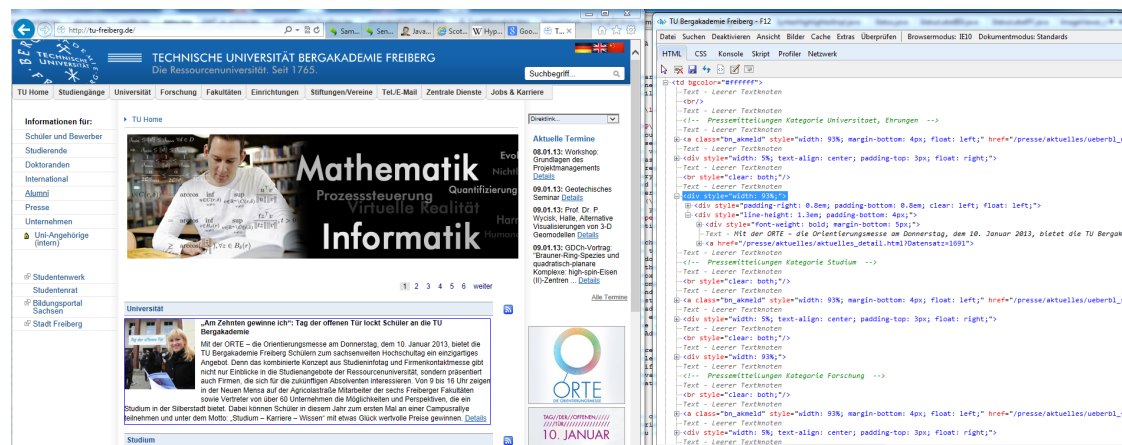 http://tu-freiberg.de/
Sam...
Sen...
Java...
Scot...
Hyp...
Goo...
T...
TECHNISCHE UNIVERSITÄT BERGAKADEMIE FREIBERG
Die Ressourcenuniversität. Seit 1765.
Suchbegriff...
TU Home Studiengänge Universität Forschung Fakultäten Einrichtungen Stiftungen/Vereine Tel./E-Mail Zentrale Dienste Jobs & Karriere
Informationen für:
Schüler und Bewerber
Studierende
Doktoranden
International
Alumni
Presse
Unternehmen
Uni-Angehörige
(intern)
Studentenwerk
Studentenrat
Bildungsportal
Sachsen
Stadt Freiberg
TU Home
Mathematik
Prozesssteuerung
Quantifizierung
Virtuelle Realität
Informatik
1 2 3 4 5 6 weiter
Universität
„Am Zehnten gewinne ich“: Tag der offenen Tür lockt Schüler an die TU
Bergakademie
Mit der ORTE – die Orientierungsmesse am Donnerstag, dem 10. Januar 2013, bietet die
TU Bergakademie Freiberg Schülern zum sachsenweiten Hochschultag ein einzigartiges
Angebot. Denn das kombinierte Konzept aus Studieninfotag und Firmenkontaktmesse gibt
nicht nur Einblicke in die Studienangebote der Ressourcenuniversität, sondern präsentiert
auch Firmen, die sich für die zukünftigen Absolventen interessieren. Von 9 bis 16 Uhr zeigen
in der Neuen Mensa auf der Agricolastraße Mitarbeiter der sechs Freiberger Fakultäten
sowie Vertreter von über 60 Unternehmen die Möglichkeiten und Perspektiven, die ein
Studium in der Silberstadt bietet. Dabei können Schüler in diesem Jahr zum ersten Mal an einer Campusrallye
teilnehmen und unter dem Motto: „Studium – Karriere – Wissen“ mit etwas Glück wertvolle Preise gewinnen. Details
Studium
Direktlink...
Aktuelle Termine
08.01.13: Workshop:
Grundlagen des
Projektmanagements
Details
09.01.13: Geotechisches
Seminar Details
09.01.13: Prof. Dr. P.
Wycisk, Halle, Alternative
Visualisierungen von 3-D
Geomodellen Details
09.01.13: GDCh-Vortrag:
"Brauner-Ring-Spezies und
quadratisch-planare
Komplexe: high-spin-Eisen
(II)-Zentren ... Details
Alle Termine
ORTE
DIE ORIENTIERUNGSMESSE
TAG//DER//OFFENEN/////
10. JANUAR
TU Bergakademie Freiberg - F12
Datei Suchen Deaktivieren Ansicht Bilder Cache Extras Überprüfen Browsermodus: IE10 Dokumentmodus: Standards
HTML CSS Konsole Skript Profiler Netzwerk
<td bgcolor="#ffffff">
Text - Leerer Textknoten
<br/>
Text - Leerer Textknoten
<!-- Pressemitteilungen Kategorie Universitaet, Ehrungen -->
Text - Leerer Textknoten
<a class="bn_akmeld" style="width: 93%; margin-bottom: 4px; float: left;" href="/presse/aktuelles/ueberbl_
Text - Leerer Textknoten
<div style="width: 5%; text-align: center; padding-top: 3px; float: right;">
Text - Leerer Textknoten
<br style="clear: both;"/>
Text - Leerer Textknoten
<div style="width: 93%;">
<div style="padding-right: 0.8em; padding-bottom: 0.8em; clear: left; float: left;">
<div style="line-height: 1.3em; padding-bottom: 4px;">
<div style="font-weight: bold; margin-bottom: 5px;">
Text - Mit der ORTE – die Orientierungsmesse am Donnerstag, dem 10. Januar 2013, bietet die TU Bergak
<a href="/presse/aktuelles/aktuelles_detail.html?Datensatz=1691">
Text - Leerer Textknoten
<!-- Pressemitteilungen Kategorie Studium -->
Text - Leerer Textknoten
<br style="clear: both;"/>
Text - Leerer Textknoten
<a class="bn_akmeld" style="width: 93%; margin-bottom: 4px; float: left;" href="/presse/aktuelles/ueberbl_
Text - Leerer Textknoten
<div style="width: 5%; text-align: center; padding-top: 3px; float: right;">
Text - Leerer Textknoten
<br style="clear: both;"/>
Text - Leerer Textknoten
<div style="width: 93%;">
Text - Leerer Textknoten
<!-- Pressemitteilungen Kategorie Forschung -->
Text - Leerer Textknoten
<br style="clear: both;"/>
Text - Leerer Textknoten
<a class="bn_akmeld" style="width: 93%; margin-bottom: 4px; float: left;" href="/presse/aktuelles/ueberbl_
Text - Leerer Textknoten
<div style="width: 5%; text-align: center; padding-top: 3px; float: right;">
Text - Leerer Textknoten